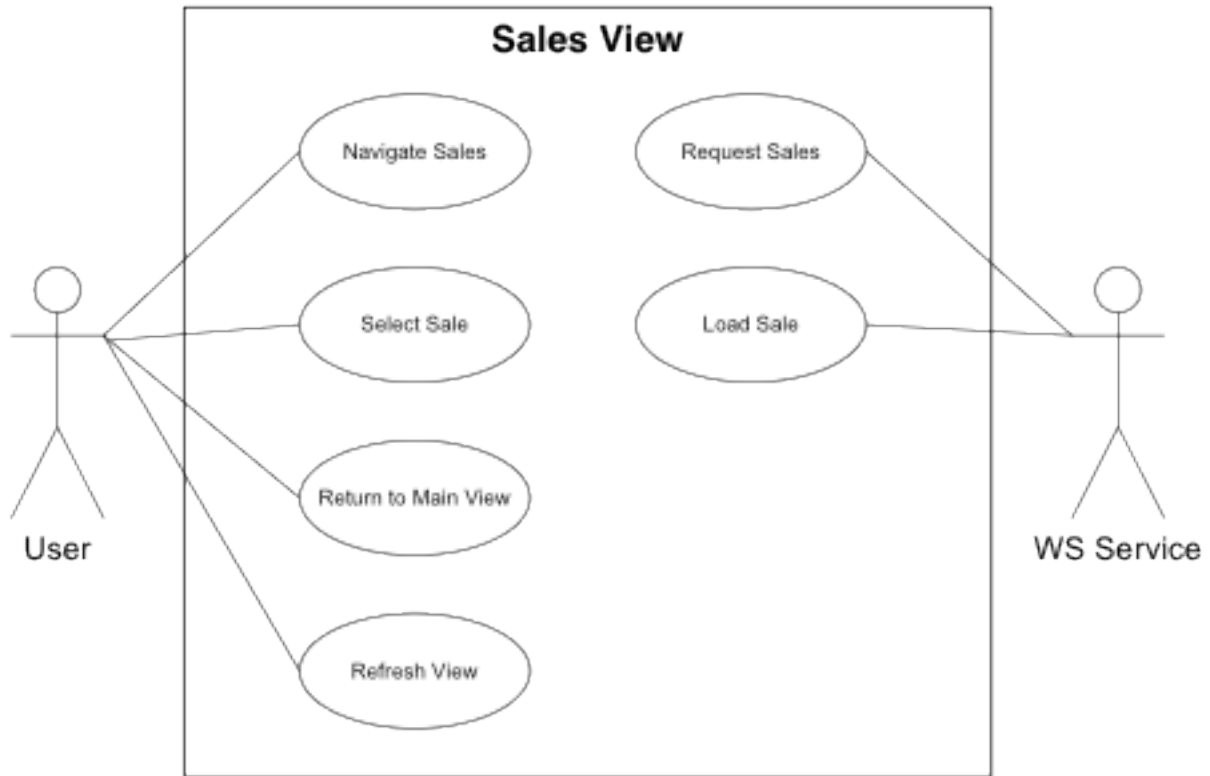 Sales View
Navigate Sales
Request Sales
Select Sale
Load Sale
Return to Main View
User
WS Service
Refresh View